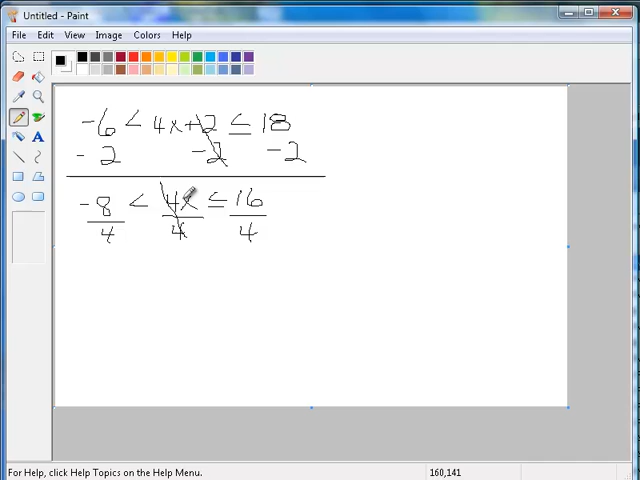 Untitled - Paint
File Edit View Image Colors Help
-6 < 4x+2 ≤ 18
- 2 -2 -2
-8 < 4x ≤ 16
4 4 4
For Help, click Help Topics on the Help Menu. 160,141